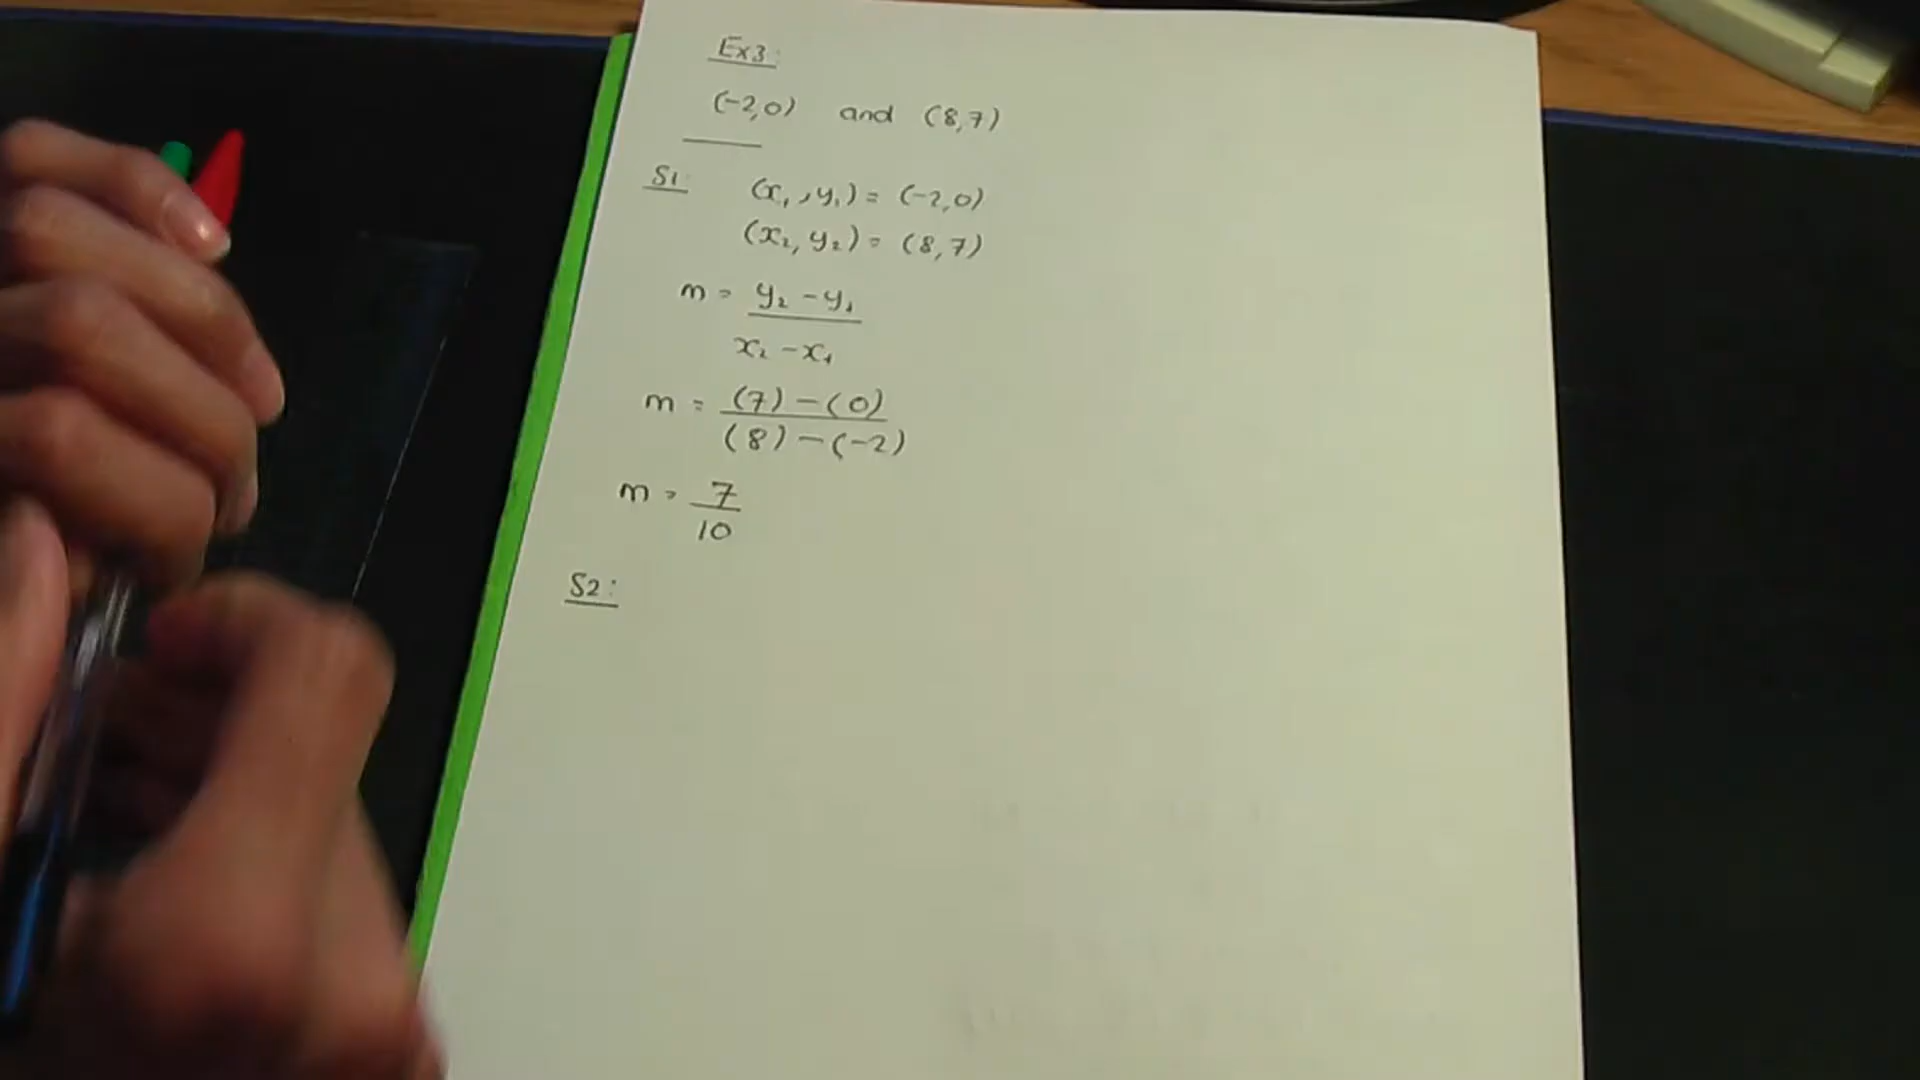 Ex3:
(-2,0) and (8,7)
S1: (x₁,y₁) = (-2,0)
(x₂,y₂) = (8,7)
m = y₂ - y₁
x₂ - x₁
m = (7) - (0)
(8) - (-2)
m = 7
10
S2: